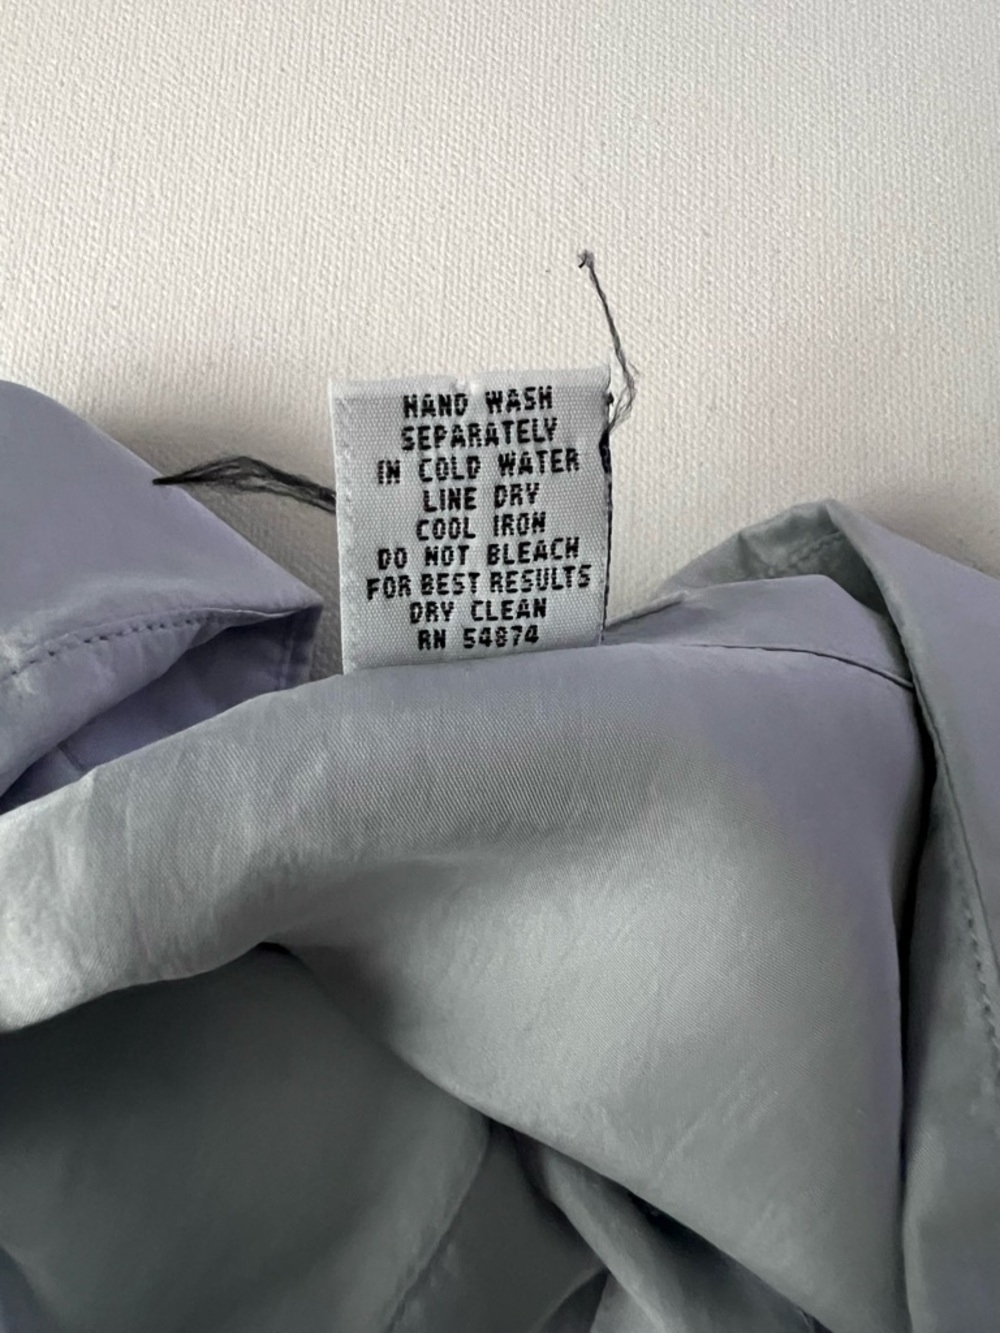 HAND WASH
SEPARATELY
IN COLD WATER
LINE DRY
COOL IRON
DO NOT BLEACH
FOR BEST RESULTS
DRY CLEAN
RN 54874